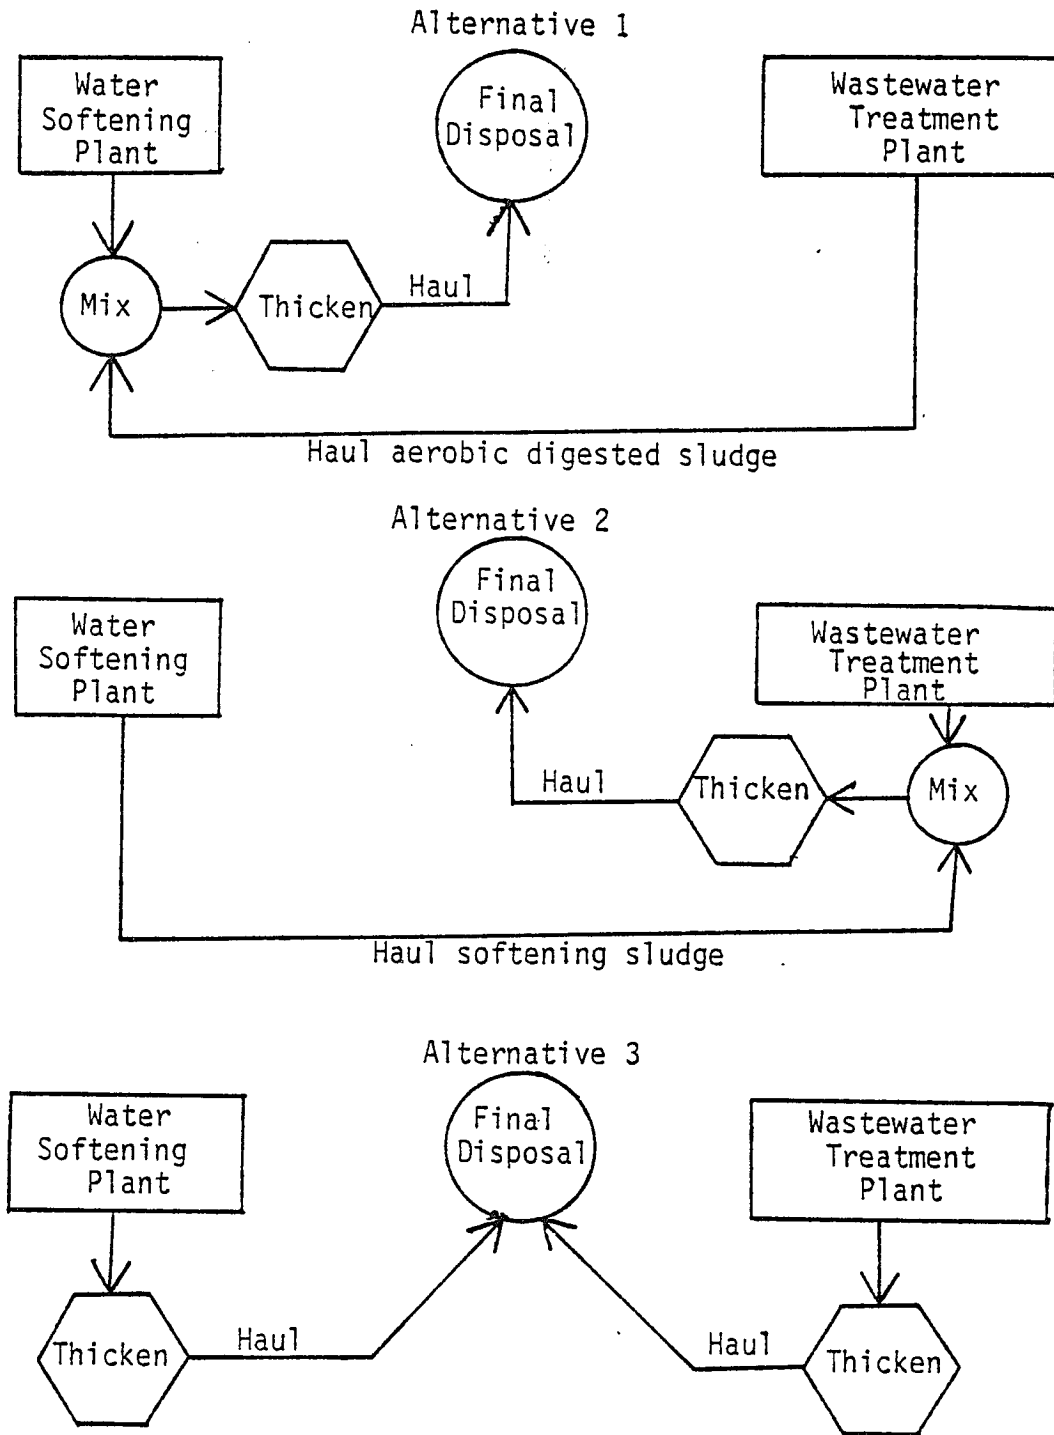 Alternative 1
Water
Softening
Plant
Final
Disposal
Wastewater
Treatment
Plant
Mix
Thicken
Haul
Haul aerobic digested sludge
Alternative 2
Water
Softening
Plant
Final
Disposal
Wastewater
Treatment
Plant
Haul
Thicken
Mix
Haul softening sludge
Alternative 3
Water
Softening
Plant
Final
Disposal
Wastewater
Treatment
Plant
Thicken
Haul
Haul
Thicken